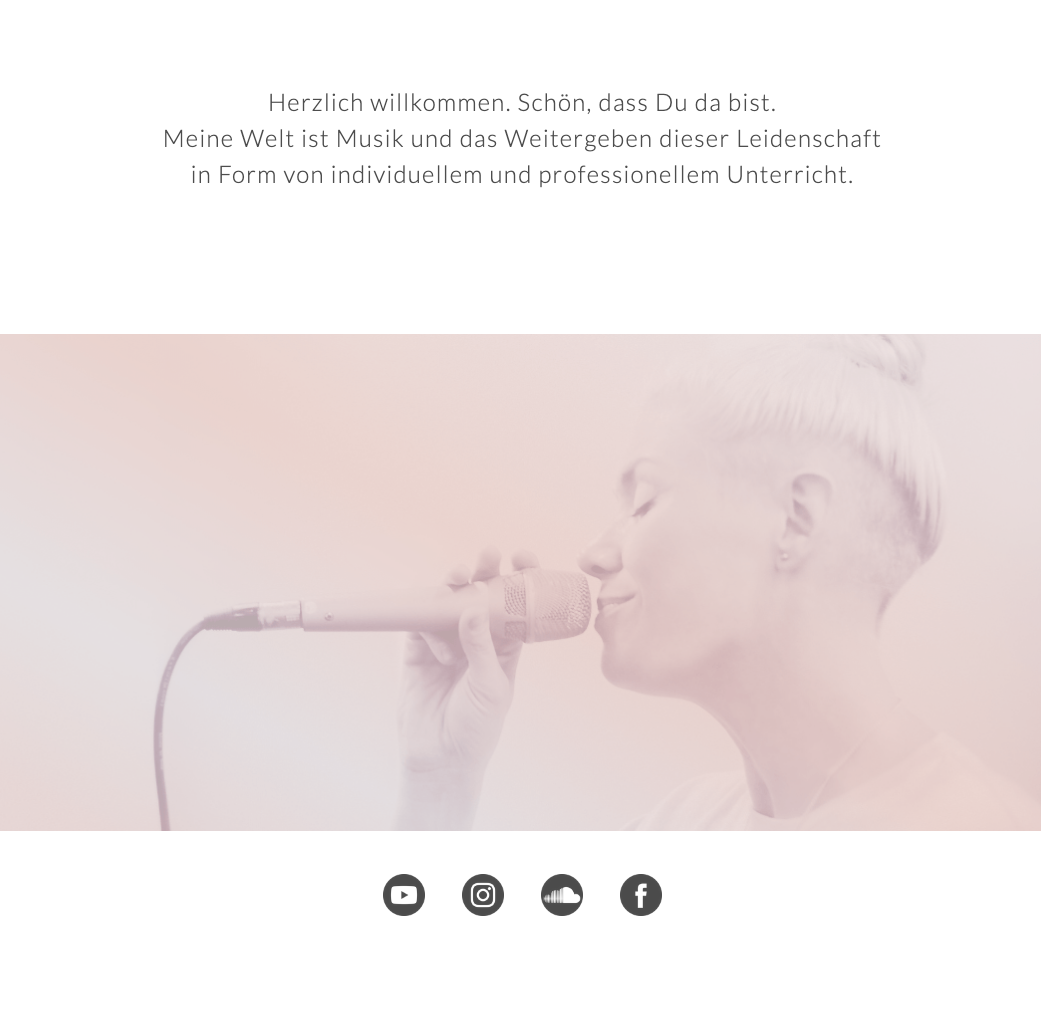 Herzlich willkommen. Schön, dass Du da bist.
Meine Welt ist Musik und das Weitergeben dieser Leidenschaft
in Form von individuellem und professionellem Unterricht.